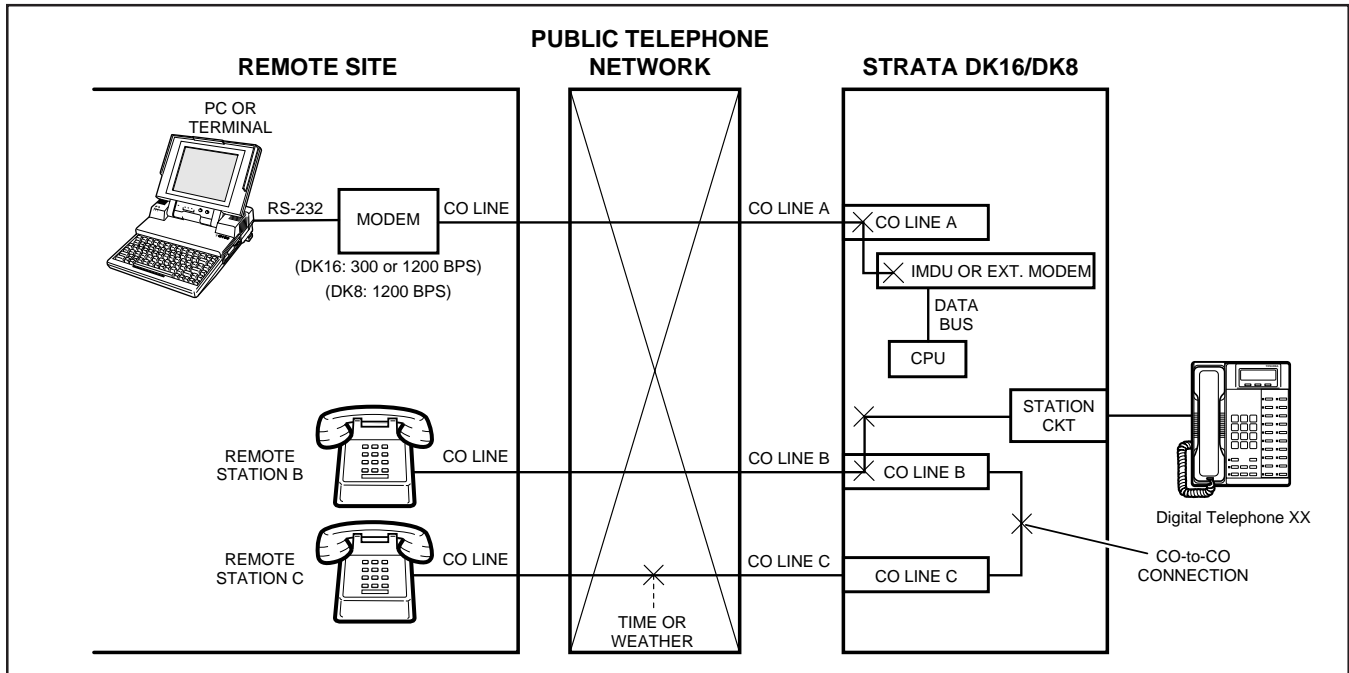 PUBLIC TELEPHONE
NETWORK
REMOTE SITE
STRATA DK16/DK8
PC OR
TERMINAL
RS-232
MODEM
CO LINE
CO LINE A
CO LINE A
(DK16: 300 or 1200 BPS)
(DK8: 1200 BPS)
IMDU OR EXT. MODEM
DATA
BUS
CPU
STATION
CKT
REMOTE
STATION B
CO LINE
CO LINE B
CO LINE B
Digital Telephone XX
REMOTE
STATION C
CO LINE
CO LINE C
CO LINE C
CO-to-CO
CONNECTION
TIME OR
WEATHER